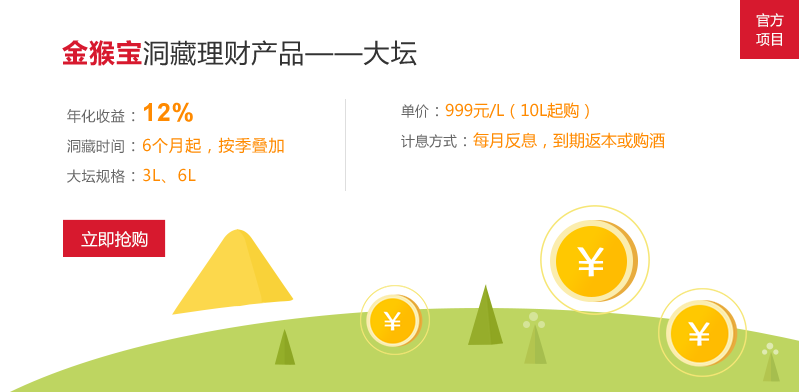 官方
项目
金猴宝洞藏理财产品——大坛
年化收益：12%
洞藏时间：6个月起，按季叠加
大坛规格：3L、6L
单价：999元/L（10L起购）
计息方式：每月反息，到期返本或购酒
立即抢购
¥
¥
¥